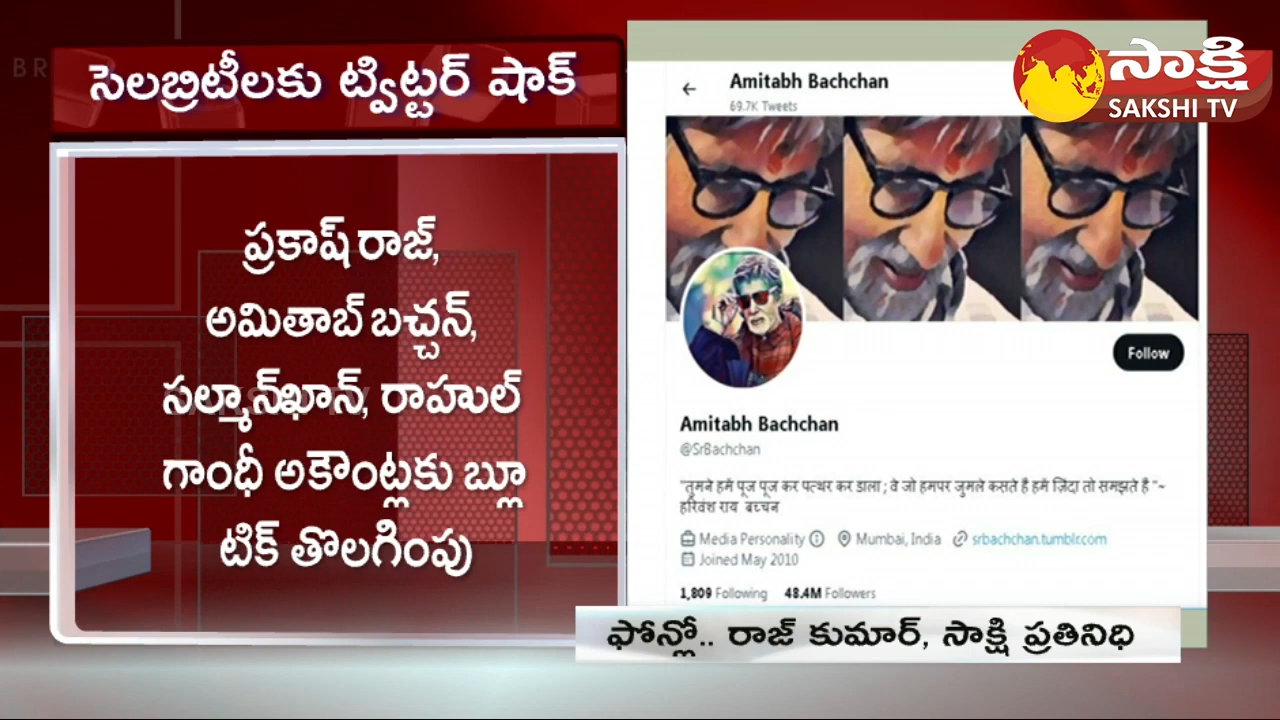 BR
సెలబ్రిటీలకు ట్విట్టర్ షాక్
ప్రకాష్ రాజ్,
అమితాబ్ బచ్చన్,
సల్మాన్‌ఖాన్, రాహుల్
గాంధీ అకౌంట్లకు బ్లూ
టిక్ తొలగింపు
సాక్షి
SAKSHI TV
Amitabh Bachchan
69.7K Tweets
Follow
Amitabh Bachchan
@SrBachchan
"तुमने हमें पूज पूज कर पत्थर कर डाला ; वे जो हमपर जुमले कसते हैं हमें ज़िंदा तो समझते हैं "~
हरिवंश राय बच्चन
Media Personality Mumbai, India srbachchan.tumblr.com
Joined May 2010
1,809 Following 48.4M Followers
ఫోన్లో.. రాజ్ కుమార్, సాక్షి ప్రతినిధి